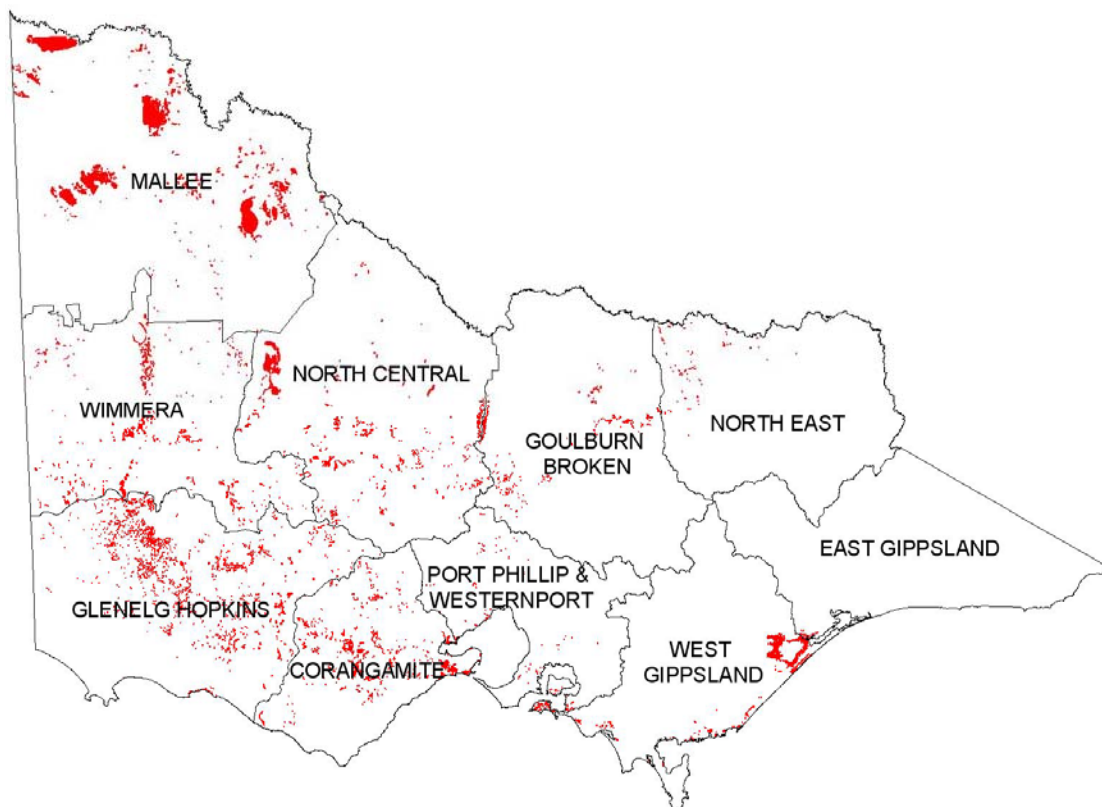 MALLEE
NORTH CENTRAL
WIMMERA
GOULBURN
BROKEN
NORTH EAST
EAST GIPPSLAND
PORT PHILLIP &
WESTERNPORT
GLENELG HOPKINS
CORANGAMITE
WEST
GIPPSLAND